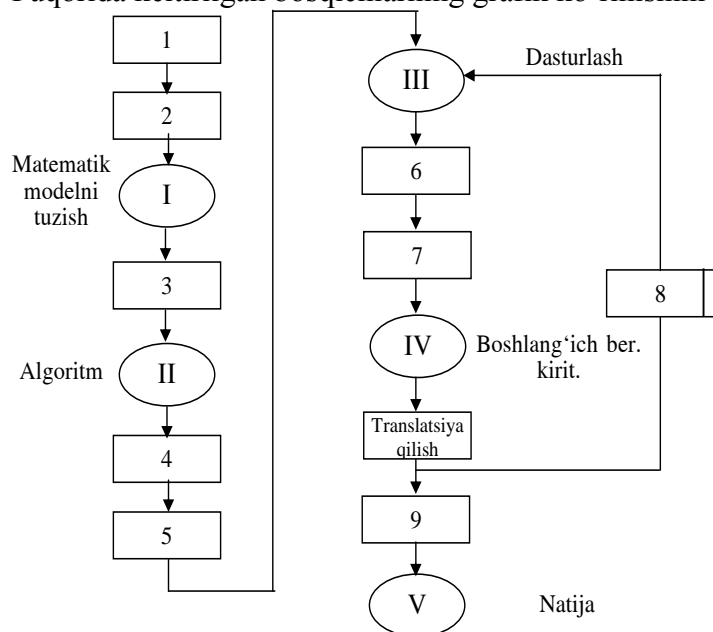 1
2
Matematik
modelni
tuzish
I
3
Algoritm
II
4
5
III
Dasturlash
6
7
8
IV
Boshlang‘ich ber.
kirit.
Translatsiya
qilish
9
V
Natija